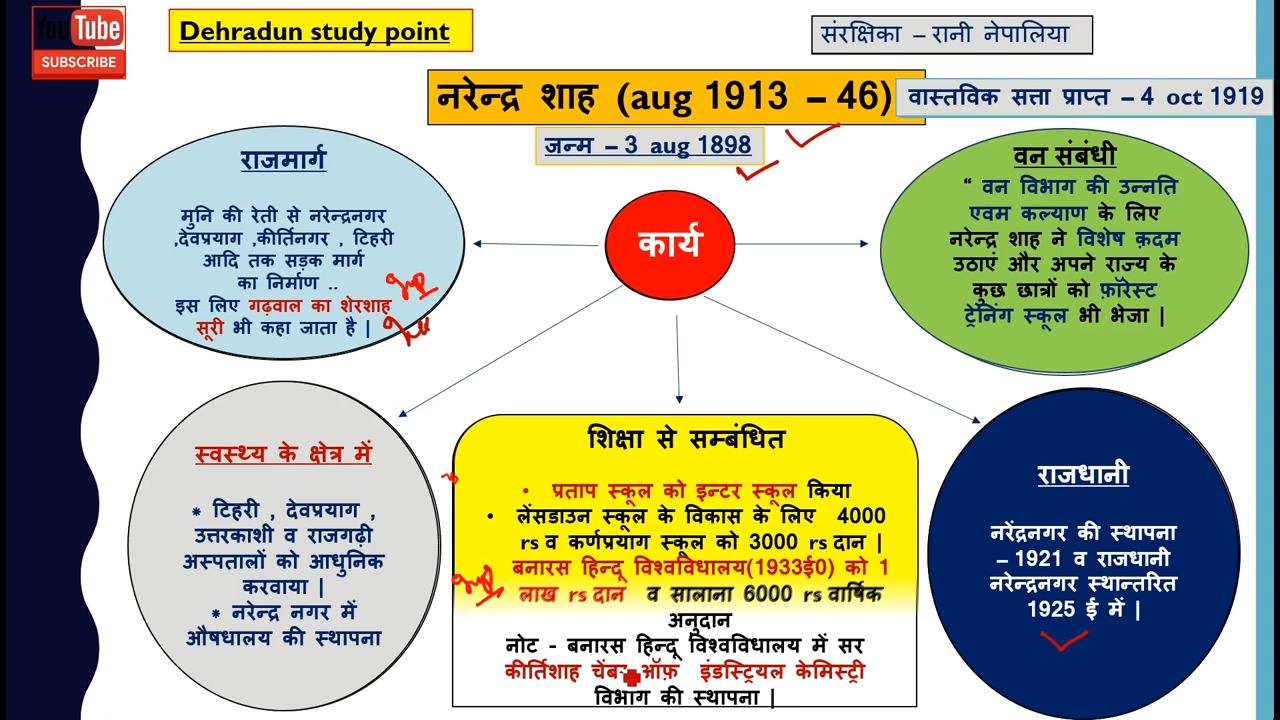 YouTube
SUBSCRIBE
Dehradun study point
संरक्षिका – रानी नेपालिया
नरेन्द्र शाह (aug 1913 – 46)
वास्तविक सत्ता प्राप्त – 4 oct 1919
जन्म – 3 aug 1898
राजमार्ग
मुनि की रेती से नरेन्द्रनगर
,देवप्रयाग ,कीर्तिनगर , टिहरी
आदि तक सड़क मार्ग
का निर्माण ..
इस लिए गढ़वाल का शेरशाह
सूरी भी कहा जाता है |
कार्य
वन संबंधी
“ वन विभाग की उन्नति
एवम कल्याण के लिए
नरेन्द्र शाह ने विशेष क़दम
उठाएं और अपने राज्य के
कुछ छात्रों को फ़ॉरेस्ट
ट्रेनिंग स्कूल भी भेजा |
स्वस्थ्य के क्षेत्र में
* टिहरी , देवप्रयाग ,
उत्तरकाशी व राजगढ़ी
अस्पतालों को आधुनिक
करवाया |
* नरेन्द्र नगर में
औषधालय की स्थापना
शिक्षा से सम्बंधित
• प्रताप स्कूल को इन्टर स्कूल किया
• लेंसडाउन स्कूल के विकास के लिए 4000
rs व कर्णप्रयाग स्कूल को 3000 rs दान |
बनारस हिन्दू विश्वविधालय(1933ई0) को 1
लाख rs दान व सालाना 6000 rs वार्षिक
अनुदान
नोट - बनारस हिन्दू विश्वविधालय में सर
कीर्तिशाह ऑफ़ इंडस्ट्रियल केमिस्ट्री
विभाग की स्थापना |
राजधानी
नरेंद्रनगर की स्थापना
– 1921 व राजधानी
नरेन्द्रनगर स्थान्तरित
1925 ई में |